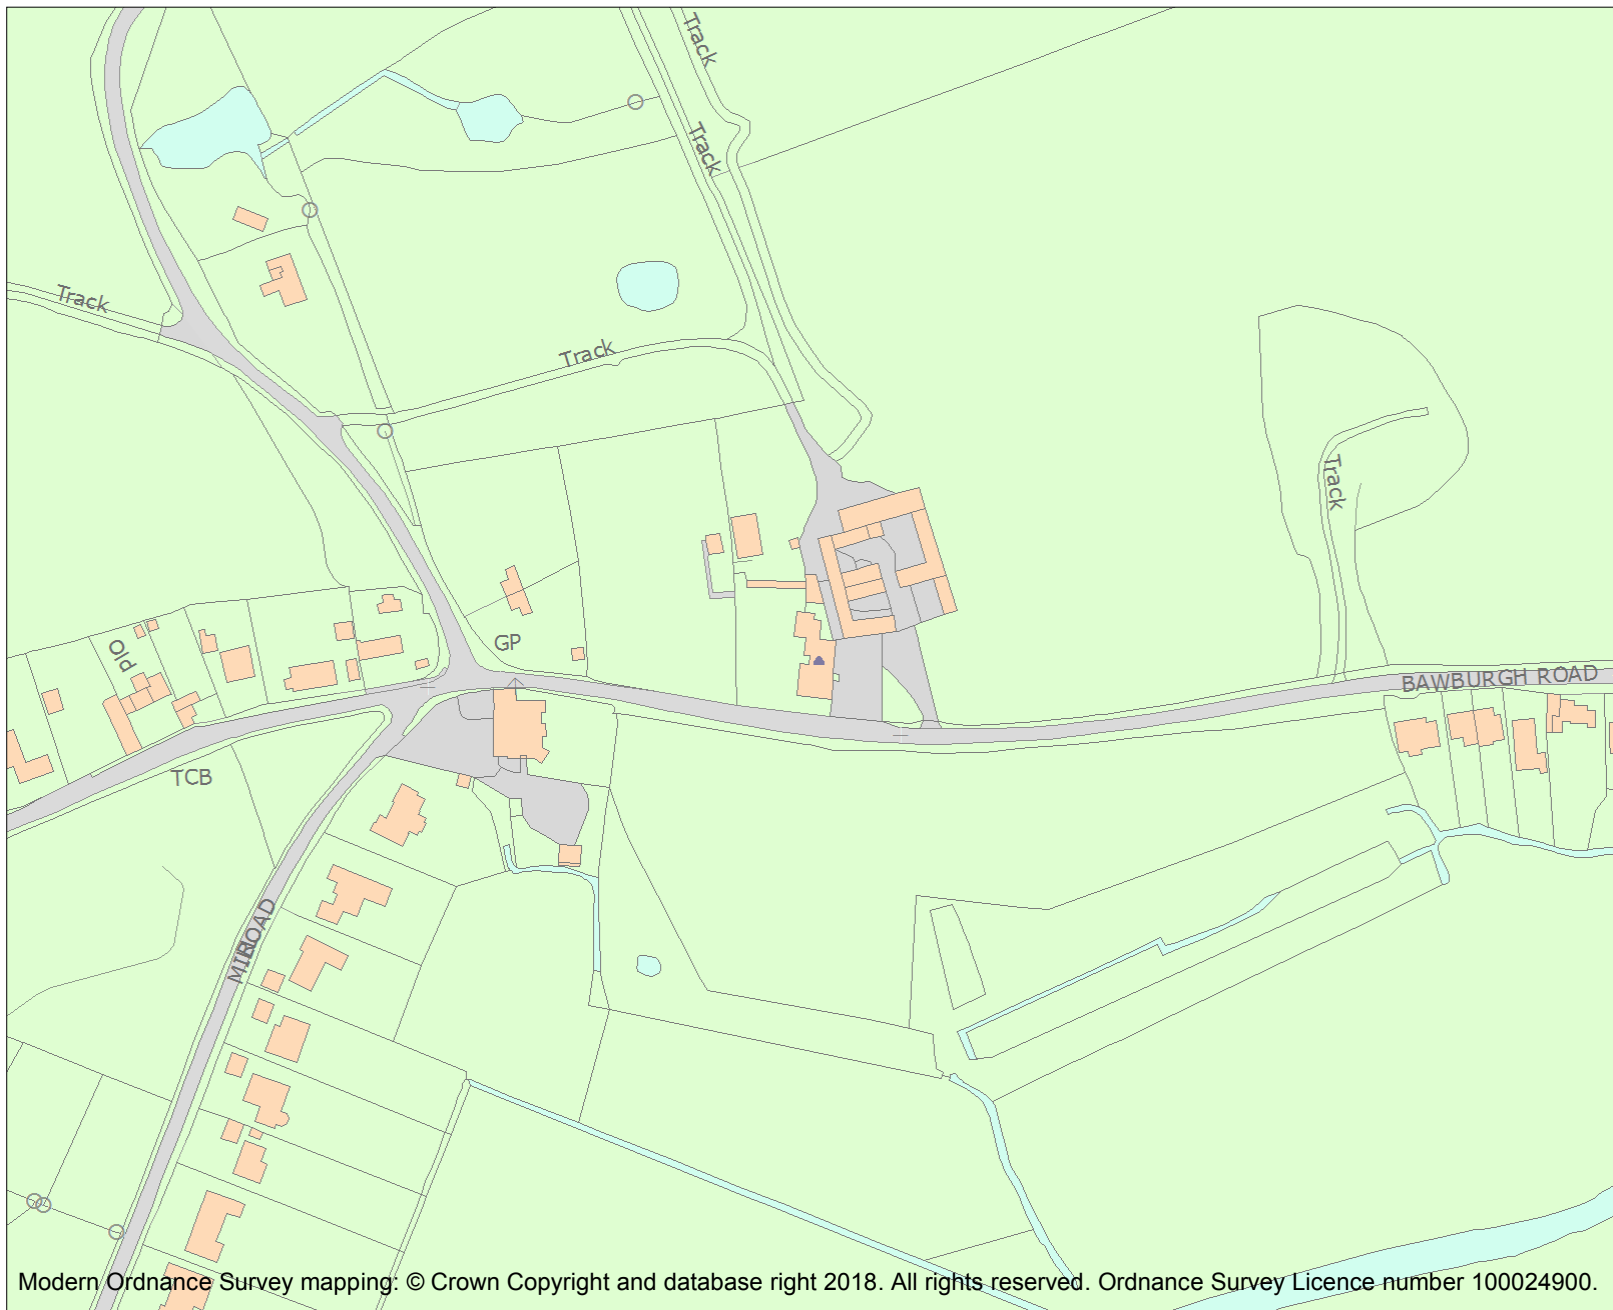 Track
Track
Track
Track
Track
Old
GP
BAWBURGH ROAD
TCB
ROAD
Modern Ordnance Survey mapping: © Crown Copyright and database right 2018. All rights reserved. Ordnance Survey Licence number 100024900.